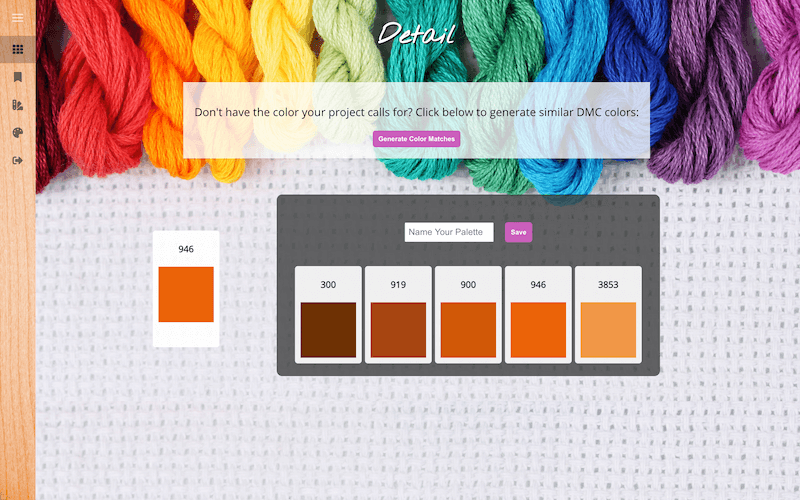 Detail
Don't have the color your project calls for? Click below to generate similar DMC colors:
Generate Color Matches
Name Your Palette
Save
946
300
919
900
946
3853